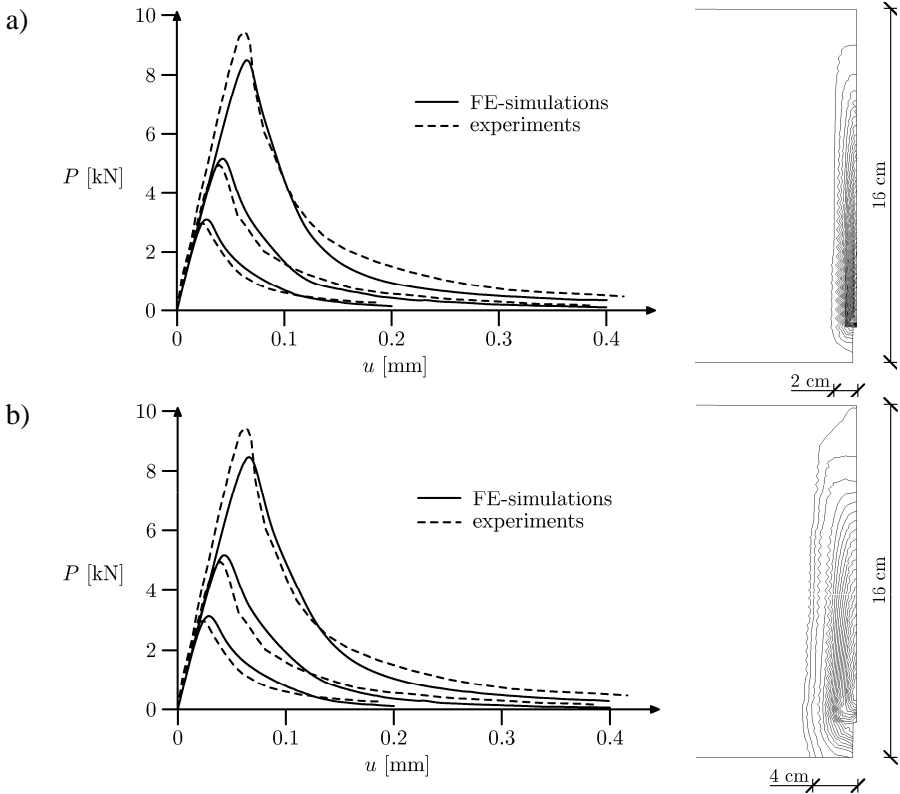 a)
10
8
6
4
2
0
P [kN]
FE-simulations
experiments
0
0.1
0.2
0.3
0.4
u [mm]
16 cm
2 cm
b)
10
8
6
4
2
0
P [kN]
FE-simulations
experiments
0
0.1
0.2
0.3
0.4
u [mm]
16 cm
4 cm